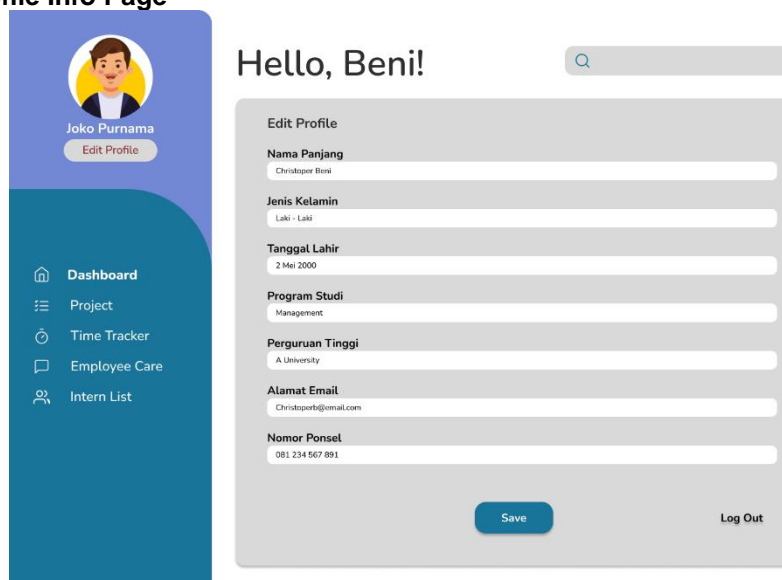 Info Page
Joko Purnama
Edit Profile
Dashboard
Project
Time Tracker
Employee Care
Intern List
Hello, Beni!
Edit Profile
Nama Panjang
Christoper Beni
Jenis Kelamin
Laki - Laki
Tanggal Lahir
2 Mei 2000
Program Studi
Management
Perguruan Tinggi
A University
Alamat Email
Christoperb@email.com
Nomor Ponsel
081 234 567 891
Save
Log Out